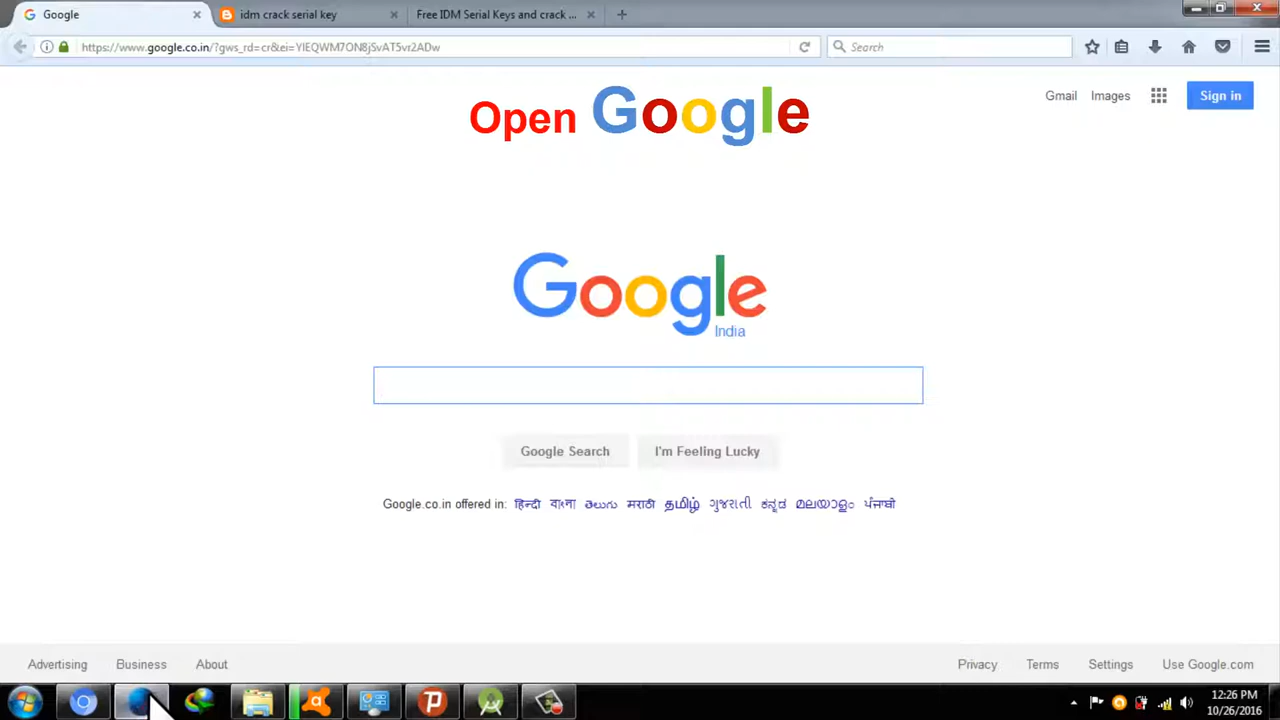 Google
idm crack serial key
Free IDM Serial Keys and crack ...
https://www.google.co.in/?gws_rd=cr&ei=YIEQWM7ON8jSvAT5vr2ADw
Search
Gmail
Images
Sign in
Open Google
Google
India
Google Search
I'm Feeling Lucky
Google.co.in offered in: हिन्दी বাংলা తెలుగు मराठी தமிழ் ગુજરાતી ಕನ್ನಡ മലയാളം ਪੰਜਾਬੀ
Advertising
Business
About
Privacy
Terms
Settings
Use Google.com
12:26 PM
10/26/2016